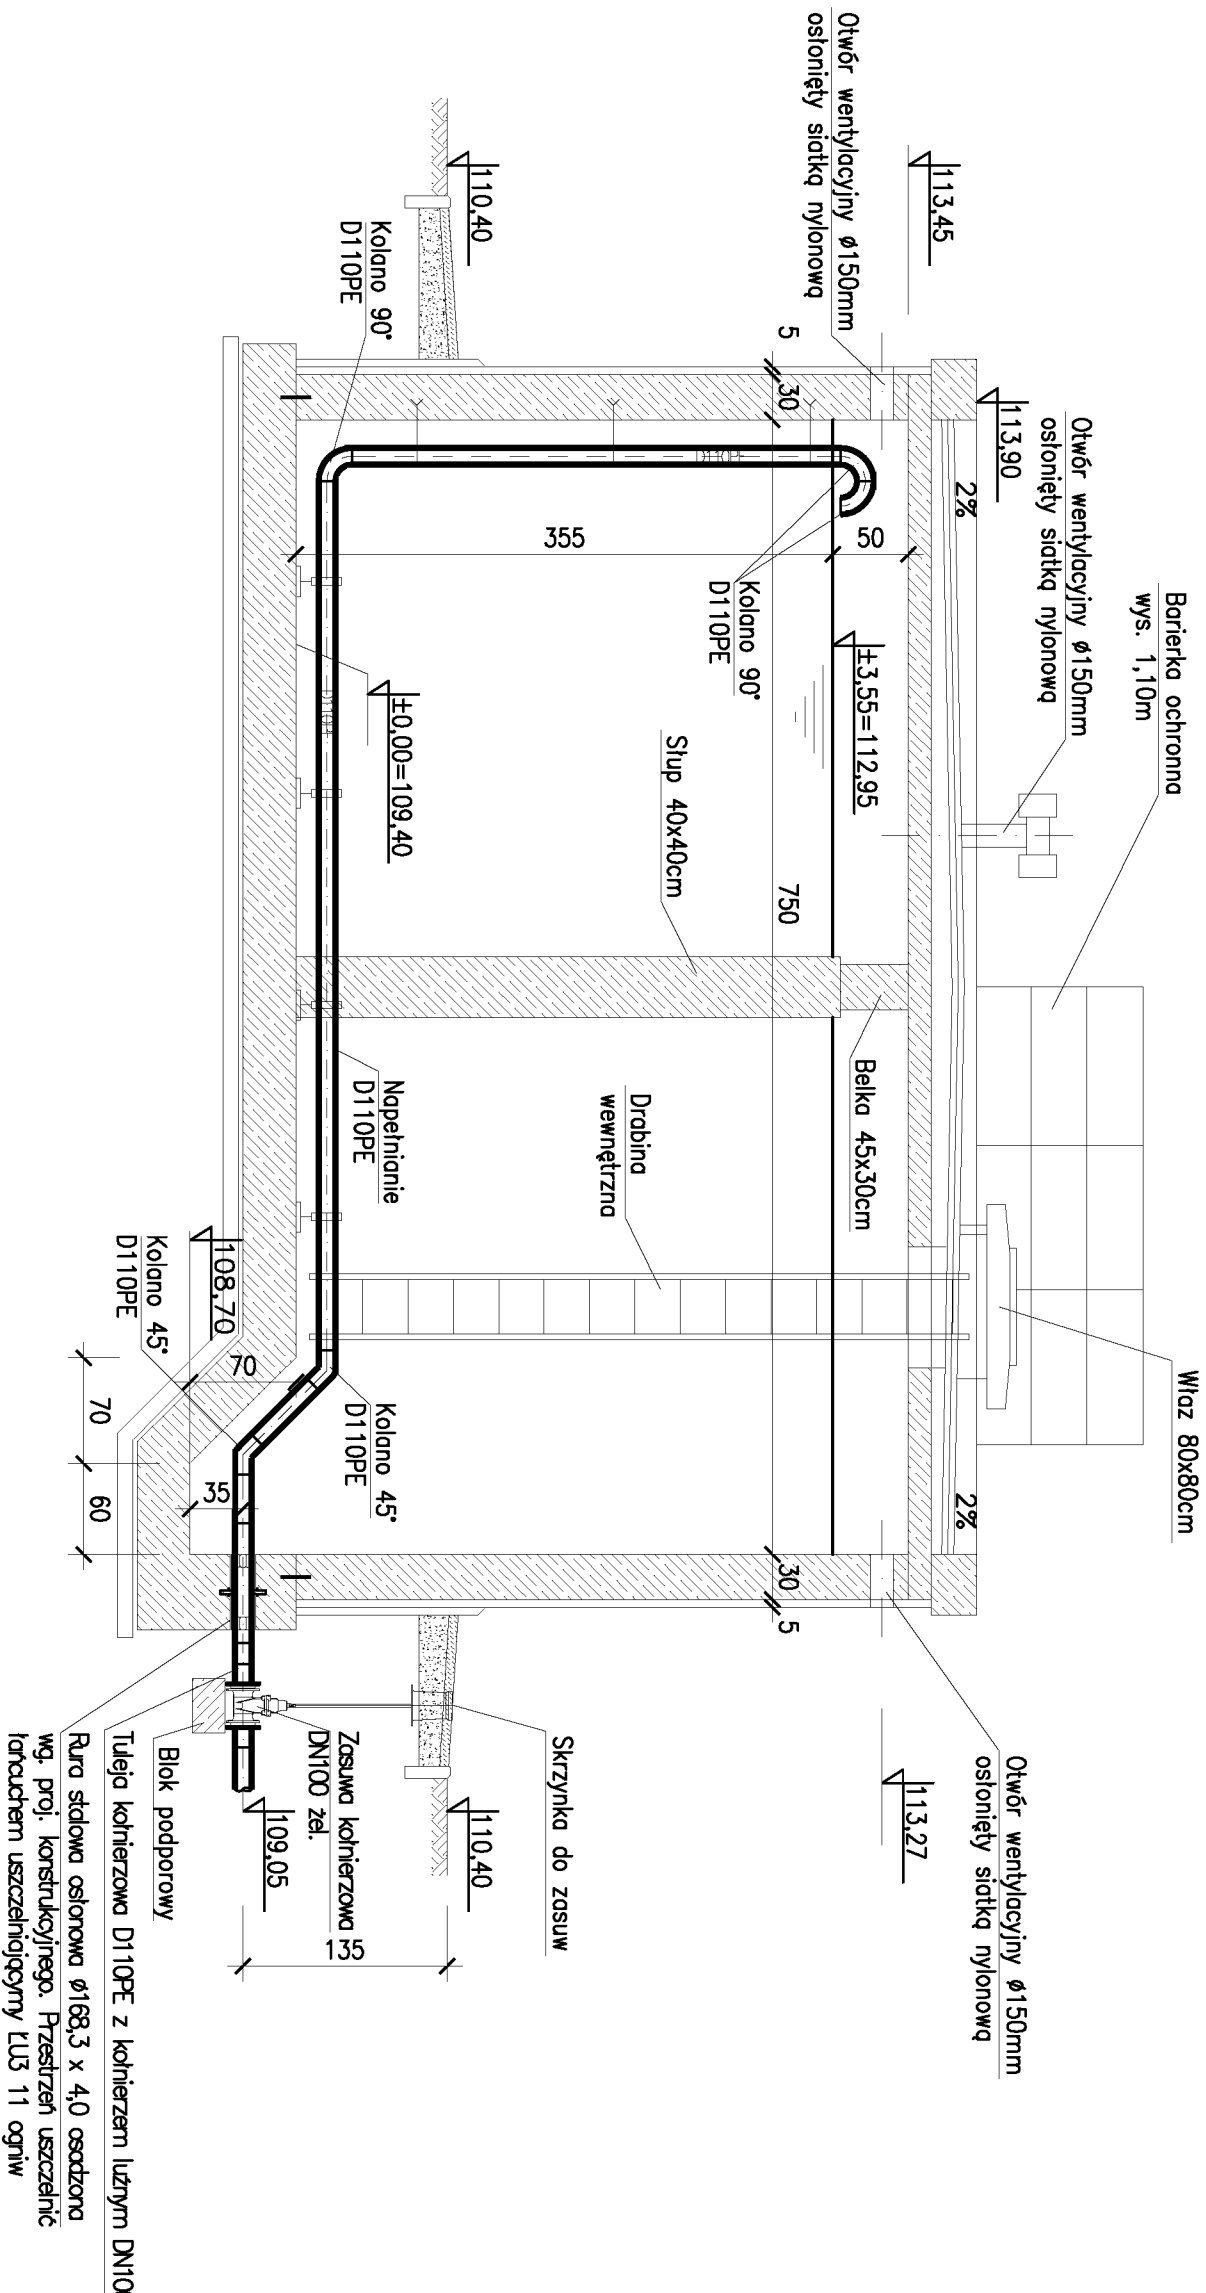 Barierka ochronna
wys. 1,10m
Właz 80x80cm
Otwór wentylacyjny ø150mm
osłonięty siatką nylonową
Otwór wentylacyjny ø150mm
osłonięty siatką nylonową
Otwór wentylacyjny ø150mm
osłonięty siatką nylonową
113,90
2%
2%
113,45
113,27
50
±3,55=112,95
Belka 45x30cm
5
30
750
30
5
Kolano 90°
D110PE
Słup 40x40cm
Drabina
wewnętrzna
355
Skrzynka do zasuw
110,40
110,40
±0,00=109,40
Kolano 90°
D110PE
Napełnianie
D110PE
Kolano 45°
D110PE
Zasuwa kołnierzowa
DN100 żel.
135
109,05
70
108,70
35
Kolano 45°
D110PE
70
60
Blok podporowy
Tuleja kołnierzowa D110PE z kołnierzem luźnym DN100
Rura stalowa osłonowa ø168,3 x 4,0 osadzona
wg. proj. konstrukcyjnego. Przestrzeń uszczelnić
łańcuchem uszczelniającymy ŁU3 11 ogniw